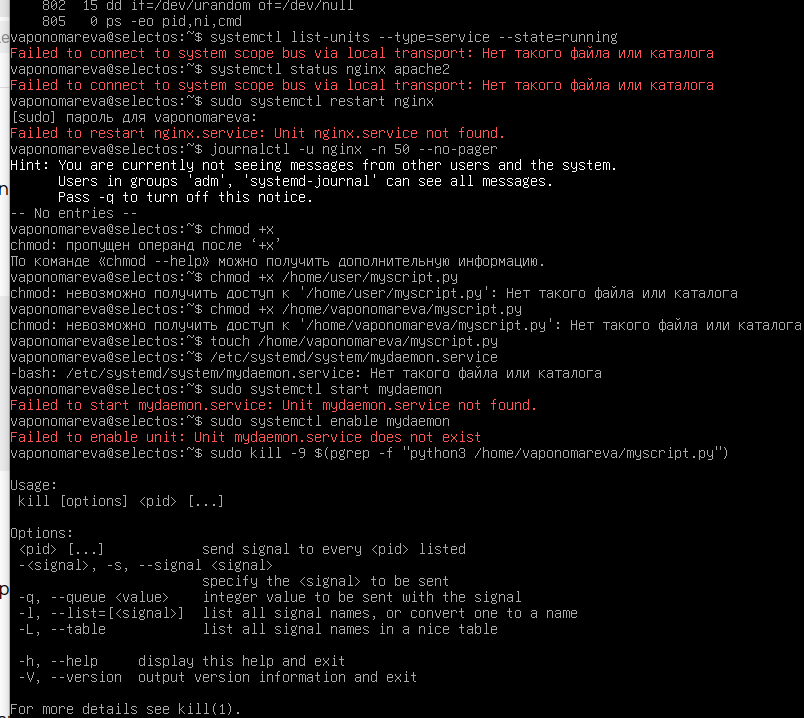 802  15 dd if=/dev/urandom of=/dev/null
805   0 ps -eo pid,ni,cmd
vaponomareva@selectos:~$ systemctl list-units --type=service --state=running
Failed to connect to system scope bus via local transport: Нет такого файла или каталога
vaponomareva@selectos:~$ systemctl status nginx apache2
Failed to connect to system scope bus via local transport: Нет такого файла или каталога
vaponomareva@selectos:~$ sudo systemctl restart nginx
[sudo] пароль для vaponomareva:
Failed to restart nginx.service: Unit nginx.service not found.
vaponomareva@selectos:~$ journalctl -u nginx -n 50 --no-pager
Hint: You are currently not seeing messages from other users and the system.
      Users in groups 'adm', 'systemd-journal' can see all messages.
      Pass -q to turn off this notice.
-- No entries --
vaponomareva@selectos:~$ chmod +x
chmod: пропущен операнд после ‘+x’
По команде «chmod --help» можно получить дополнительную информацию.
vaponomareva@selectos:~$ chmod +x /home/user/myscript.py
chmod: невозможно получить доступ к '/home/user/myscript.py': Нет такого файла или каталога
vaponomareva@selectos:~$ chmod +x /home/vaponomareva/myscript.py
chmod: невозможно получить доступ к '/home/vaponomareva/myscript.py': Нет такого файла или каталога
vaponomareva@selectos:~$ touch /home/vaponomareva/myscript.py
vaponomareva@selectos:~$ /etc/systemd/system/mydaemon.service
-bash: /etc/systemd/system/mydaemon.service: Нет такого файла или каталога
vaponomareva@selectos:~$ sudo systemctl start mydaemon
Failed to start mydaemon.service: Unit mydaemon.service not found.
vaponomareva@selectos:~$ sudo systemctl enable mydaemon
Failed to enable unit: Unit mydaemon.service does not exist
vaponomareva@selectos:~$ sudo kill -9 $(pgrep -f "python3 /home/vaponomareva/myscript.py")

Usage:
 kill [options] <pid> [...]

Options:
 <pid> [...]            send signal to every <pid> listed
 -<signal>, -s, --signal <signal>
                        specify the <signal> to be sent
 -q, --queue <value>    integer value to be sent with the signal
 -l, --list=[<signal>]  list all signal names, or convert one to a name
 -L, --table            list all signal names in a nice table

 -h, --help     display this help and exit
 -V, --version  output version information and exit

For more details see kill(1).